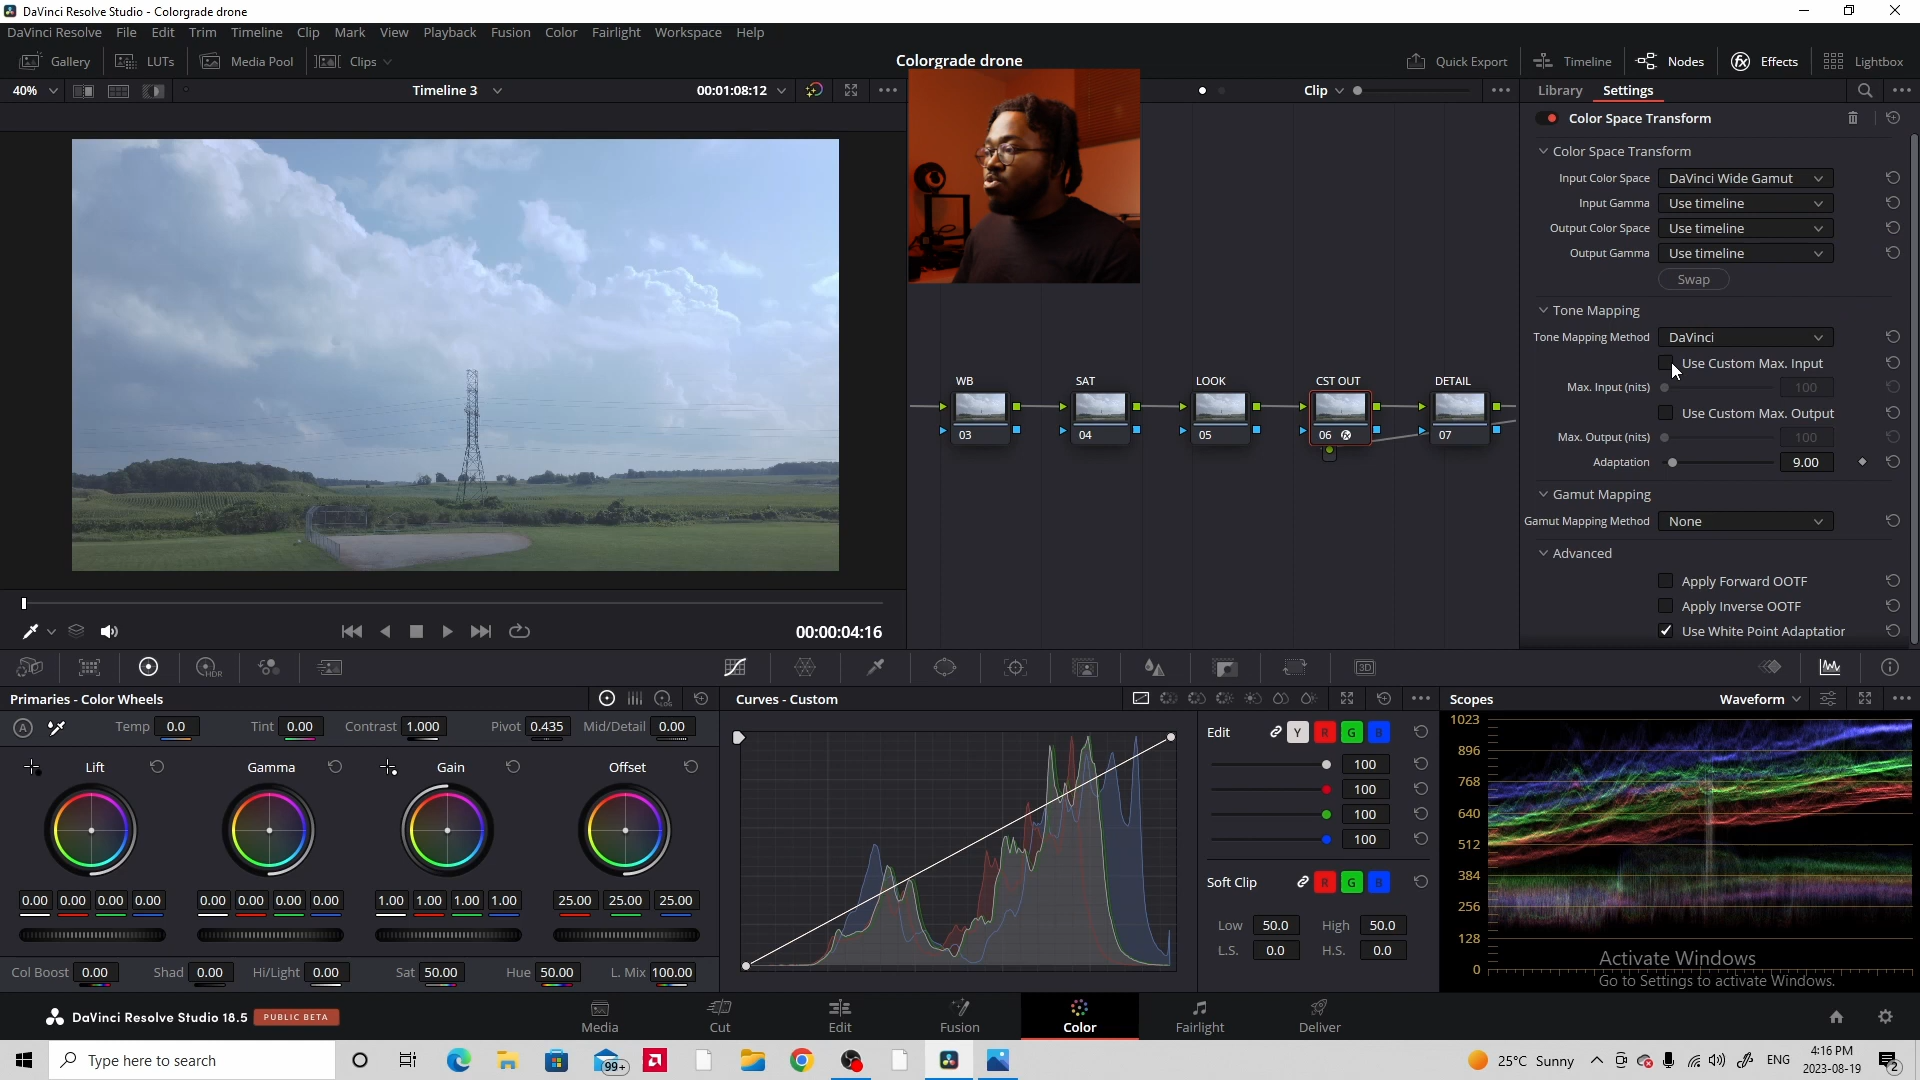 DaVinci Resolve Studio - Colorgrade drone
DaVinci Resolve File Edit Trim Timeline Clip Mark View Playback Fusion Color Fairlight Workspace Help
Gallery LUTs Media Pool Clips Colorgrade drone Quick Export Timeline Nodes Effects Lightbox
40% Timeline 3 00:01:08:12 Clip Library Settings
Color Space Transform
Color Space Transform
Input Color Space DaVinci Wide Gamut
Input Gamma Use timeline
Output Color Space Use timeline
Output Gamma Use timeline
Swap
Tone Mapping
Tone Mapping Method DaVinci
Use Custom Max. Input
Max. Input (nits) 100
Use Custom Max. Output
Max. Output (nits) 100
Adaptation 9.00
Gamut Mapping
Gamut Mapping Method None
Advanced
Apply Forward OOTF
Apply Inverse OOTF
Use White Point Adaptation
WB SAT LOOK CST OUT DETAIL
03 04 05 06 07
00:00:04:16
HDR LOG 3D
Primaries - Color Wheels
A Temp 0.0 Tint 0.00 Contrast 1.000 Pivot 0.435 Mid/Detail 0.00
Lift Gamma Gain Offset
0.00 0.00 0.00 0.00 0.00 0.00 0.00 0.00 1.00 1.00 1.00 1.00 25.00 25.00 25.00
Col Boost 0.00 Shad 0.00 Hi/Light 0.00 Sat 50.00 Hue 50.00 L. Mix 100.00
Curves - Custom
Edit Y R G B
100
100
100
100
Soft Clip R G B
Low 50.0 High 50.0
L.S. 0.0 H.S. 0.0
Scopes Waveform
1023
896
768
640
512
384
256
128
0
Activate Windows
Go to Settings to activate Windows.
DaVinci Resolve Studio 18.5 PUBLIC BETA
Media Cut Edit Fusion Color Fairlight Deliver
Type here to search
99+
25°C Sunny ENG 4:16 PM
2023-08-19
2